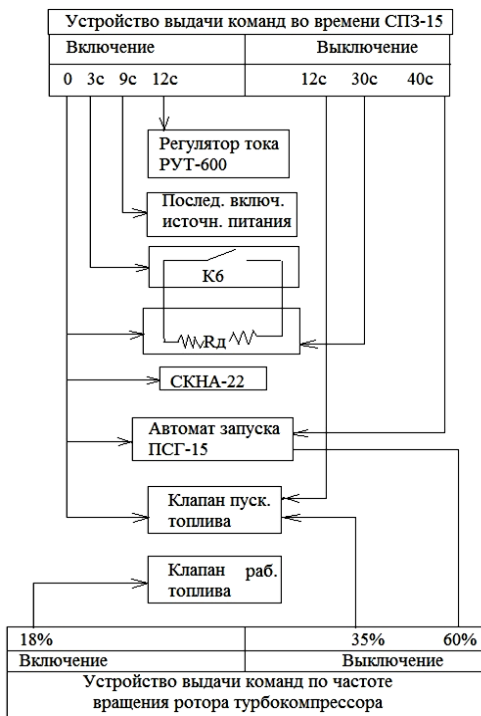 Устройство выдачи команд во времени СПЗ-15
Включение Выключение
0 3с 9с 12с 12с 30с 40с
Регулятор тока
РУТ-600
Послед. включ.
источн. питания
К6
Rд
СКНА-22
Автомат запуска
ПСГ-15
Клапан пуск.
топлива
Клапан раб.
топлива
18% 35% 60%
Включение Выключение
Устройство выдачи команд по частоте
вращения ротора турбокомпрессора